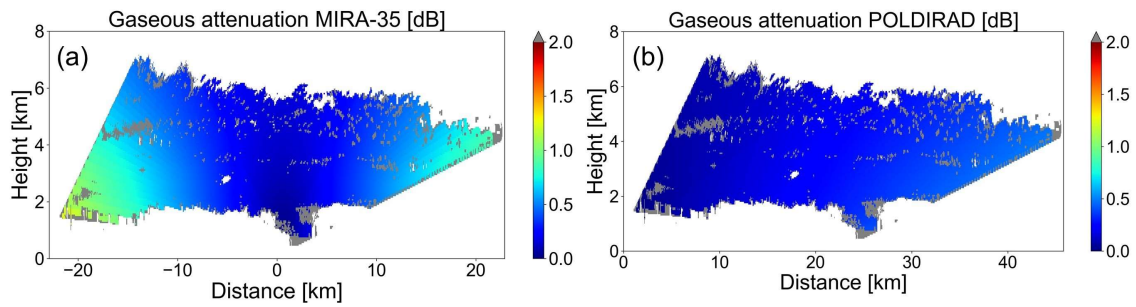 Gaseous attenuation MIRA-35 [dB]
(a)
Height [km]
8
6
4
2
0
−20 −10 0 10 20
Distance [km]
2.0
1.5
1.0
0.5
0.0
Gaseous attenuation POLDIRAD [dB]
(b)
Height [km]
8
6
4
2
0
0 10 20 30 40
Distance [km]
2.0
1.5
1.0
0.5
0.0